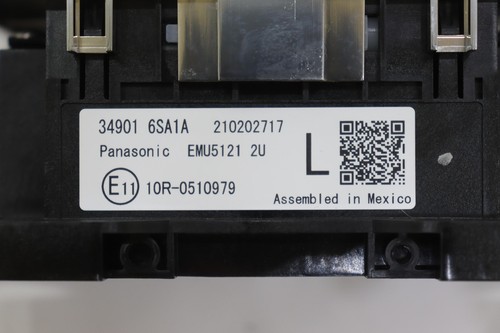 34901 6SA1A 210202717
Panasonic EMU5121 2U
L
E11 10R-0510979
Assembled in Mexico